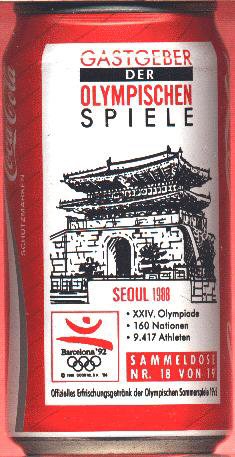 GASTGEBER
DER
OLYMPISCHEN
SPIELE
Coca-Cola
SCHUTZMARKEN
SEOUL 1988
• XXIV. Olympiade
• 160 Nationen
• 9.417 Athleten
Barcelona '92
SAMMELDOSE
NR. 18 VON 19
Offizielles Erfrischungsgetränk der Olympischen Sommerspiele